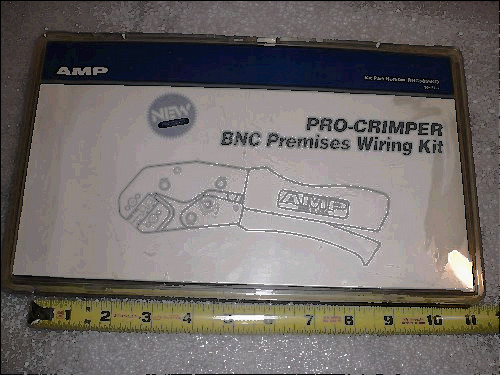 AMP
NEW
PRO-CRIMPER
BNC Premises Wiring Kit
AMP
1 2 3 4 5 6 7 8 9 10 11